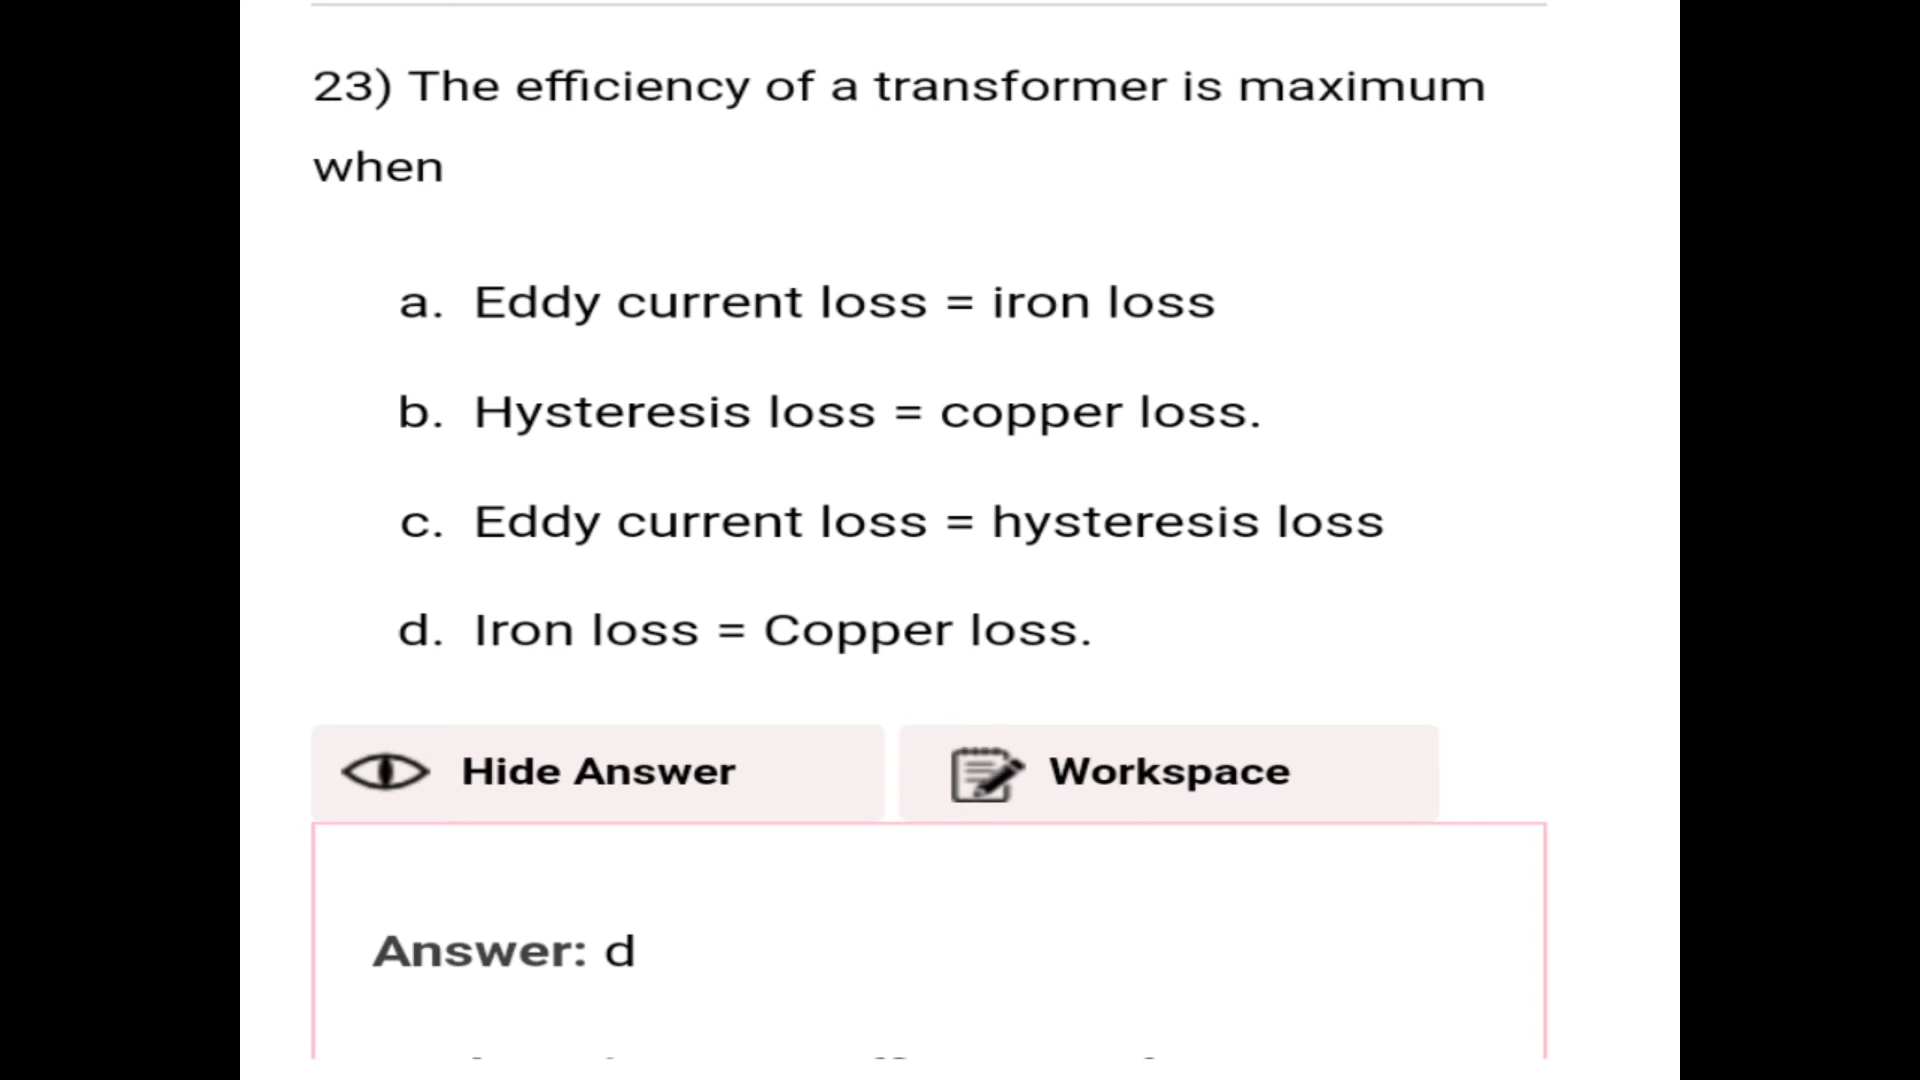 23) The efficiency of a transformer is maximum
when
a. Eddy current loss = iron loss
b. Hysteresis loss = copper loss.
c. Eddy current loss = hysteresis loss
d. Iron loss = Copper loss.
Hide Answer
Workspace
Answer: d